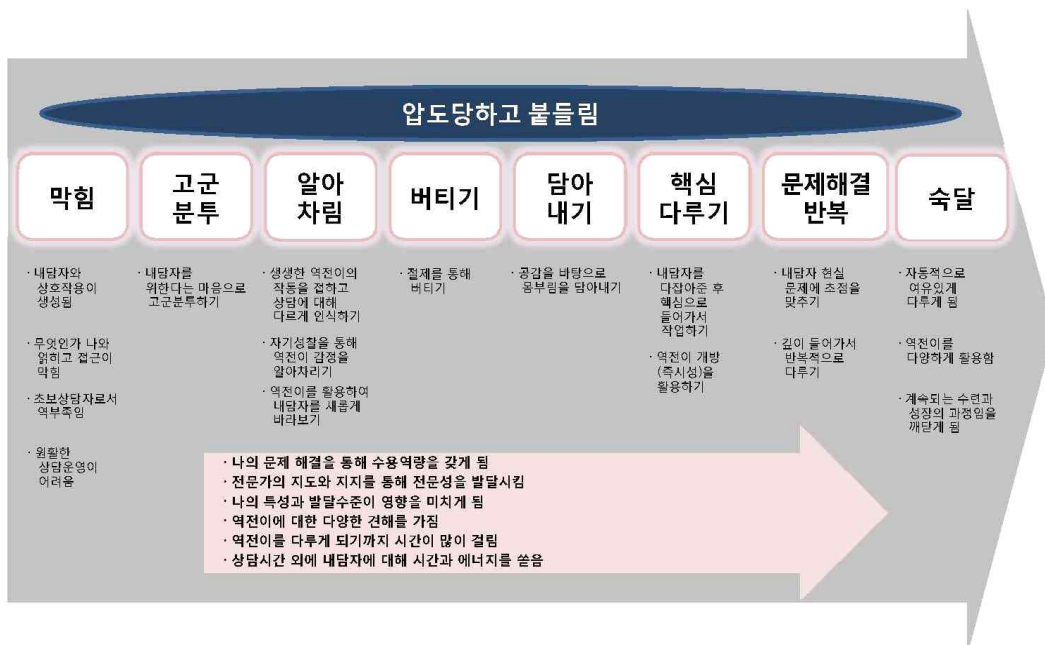 압도당하고 붙들림
막힘
고군
분투
알아
차림
버티기
담아
내기
핵심
다루기
문제해결
반복
숙달
· 내담자와
상호작용이
생성됨
· 무엇인가 나와
얽히고 접근이
막힘
· 초보상담자로서
역부족임
· 원활한
상담운영이
어려움
· 내담자를
위한다는 마음으로
고군분투하기
· 생생한 역전이의
작동을 접하고
상담에 대해
다르게 인식하기
· 자기성찰을 통해
역전이 감정을
알아차리기
· 역전이를 활용하여
내담자를 새롭게
바라보기
· 절제를 통해
버티기
· 공감을 바탕으로
몸부림을 담아내기
· 내담자를
다잡아준 후
핵심으로
들어가서
작업하기
· 역전이 개방
(즉시성)을
활용하기
· 내담자 현실
문제에 초점을
맞추기
· 깊이 들어가서
반복적으로
다루기
· 자동적으로
여유있게
다루게 됨
· 역전이를
다양하게 활용함
· 계속되는 수련과
성장의 과정임을
깨닫게 됨
· 나의 문제 해결을 통해 수용역량을 갖게 됨
· 전문가의 지도와 지지를 통해 전문성을 발달시킴
· 나의 특성과 발달수준이 영향을 미치게 됨
· 역전이에 대한 다양한 견해를 가짐
· 역전이를 다루게 되기까지 시간이 많이 걸림
· 상담시간 외에 내담자에 대해 시간과 에너지를 쏟음